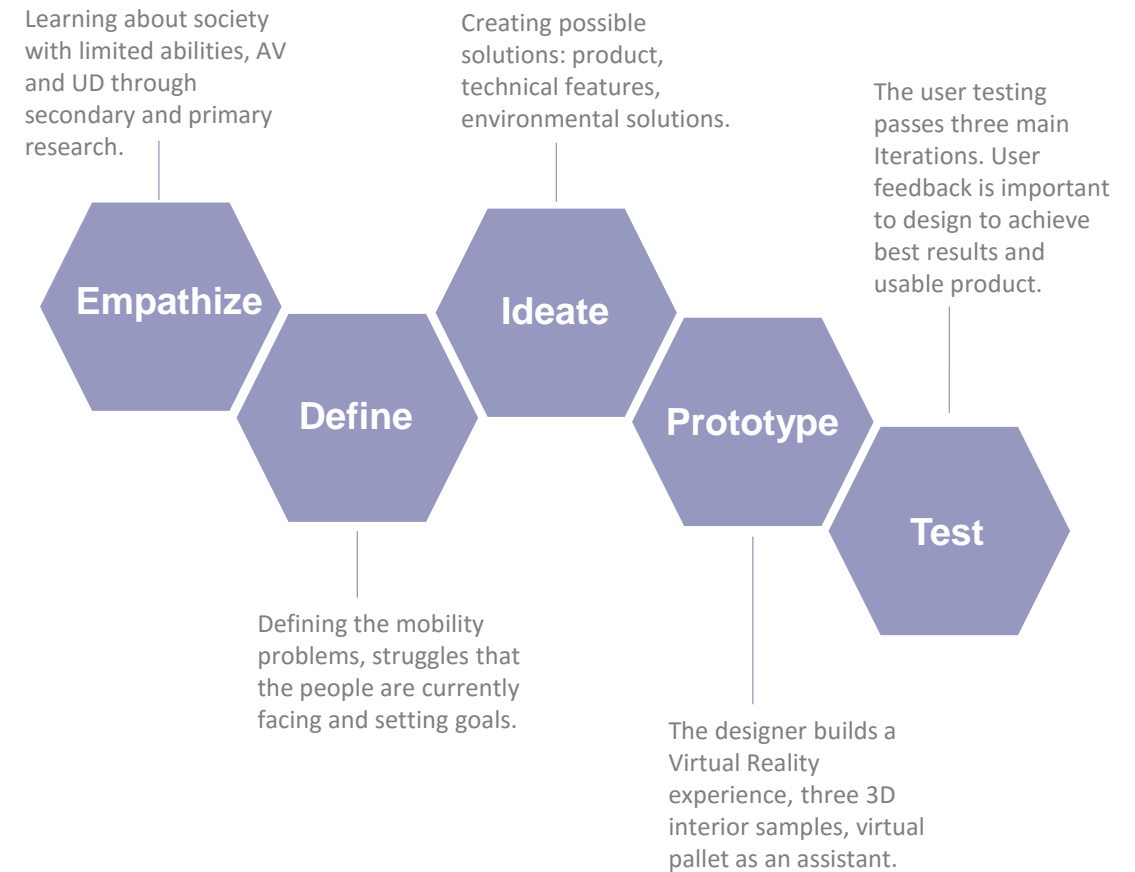 Learning about society
with limited abilities, AV
and UD through
secondary and primary
research.
Empathize
Defining the mobility
problems, struggles that
the people are currently
facing and setting goals.
Define
Creating possible
solutions: product,
technical features,
environmental solutions.
Ideate
The designer builds a
Virtual Reality
experience, three 3D
interior samples, virtual
pallet as an assistant.
Prototype
The user testing
passes three main
Iterations. User
feedback is important
to design to achieve
best results and
usable product.
Test